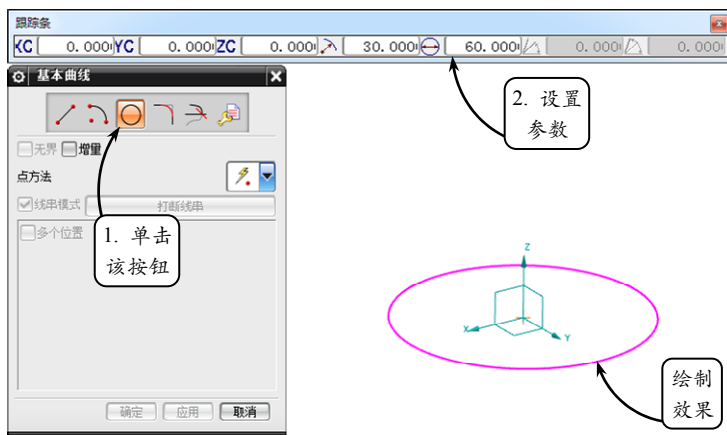 跟踪条
XC 0.000 YC 0.000 ZC 0.000 30.000 60.000 0.000 0.000
基本曲线
2. 设置
参数
无界 增量
点方法
线串模式 打断线串
多个位置
1. 单击
该按钮
Z
X
Y
绘制
效果
确定 应用 取消